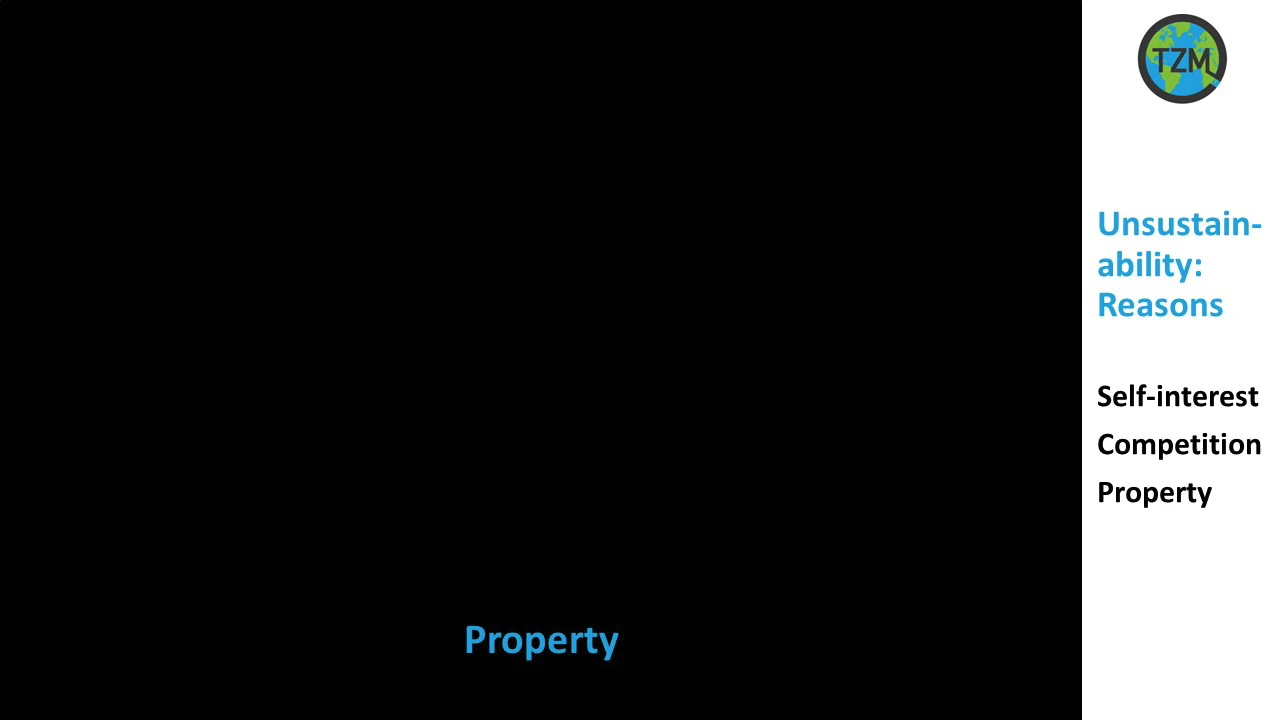 TZM
Unsustain-
ability:
Reasons
Self-interest
Competition
Property
Property